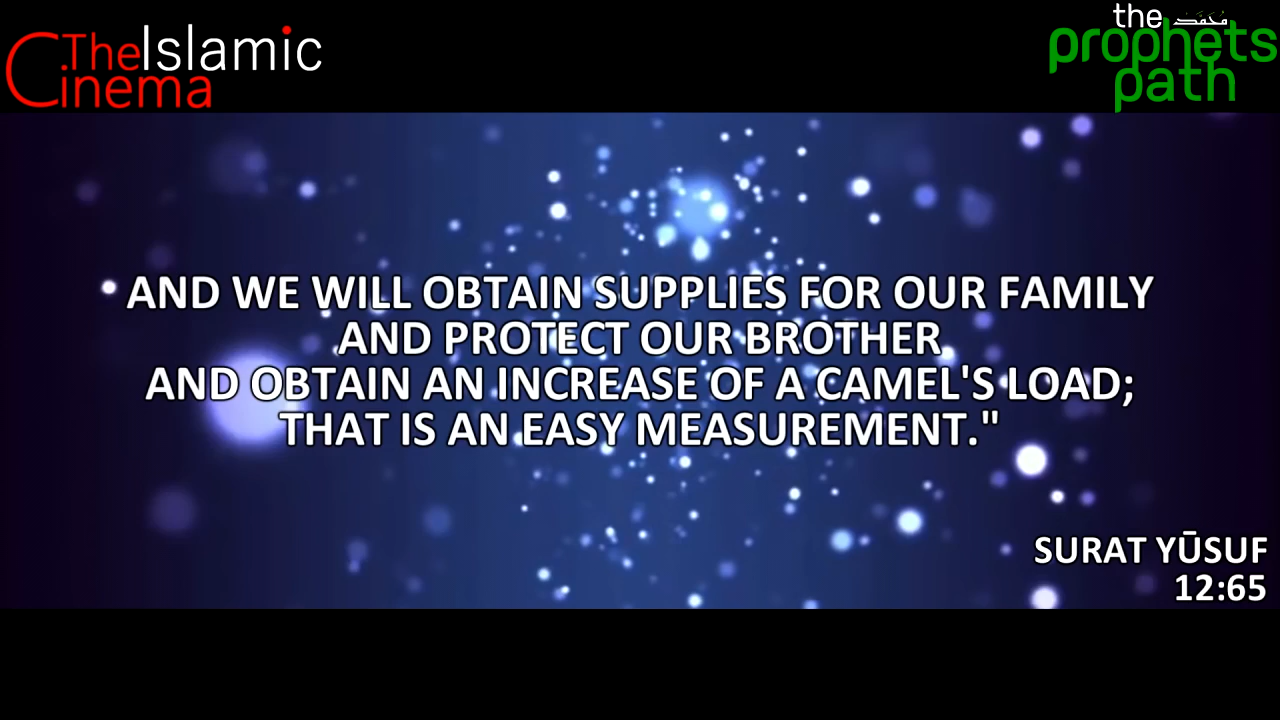 The Islamic
Cinema
the محمد
prophets
path
AND WE WILL OBTAIN SUPPLIES FOR OUR FAMILY
AND PROTECT OUR BROTHER
AND OBTAIN AN INCREASE OF A CAMEL'S LOAD;
THAT IS AN EASY MEASUREMENT."
SURAT YŪSUF
12:65